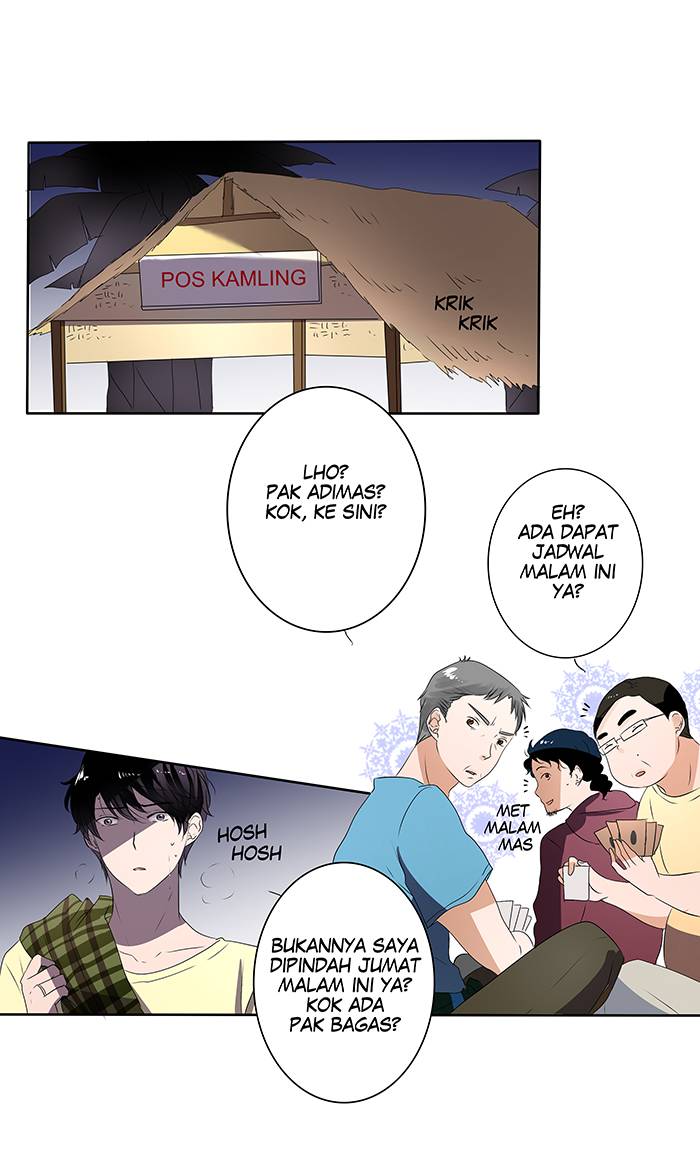 POS KAMLING
KRIK
KRIK
LHO?
PAK ADIMAS?
KOK, KE SINI?
EH?
ADA DAPAT
JADWAL
MALAM INI
YA?
MET
MALAM
MAS
HOSH
HOSH
BUKANNYA SAYA
DIPINDAH JUMAT
MALAM INI YA?
KOK ADA
PAK BAGAS?